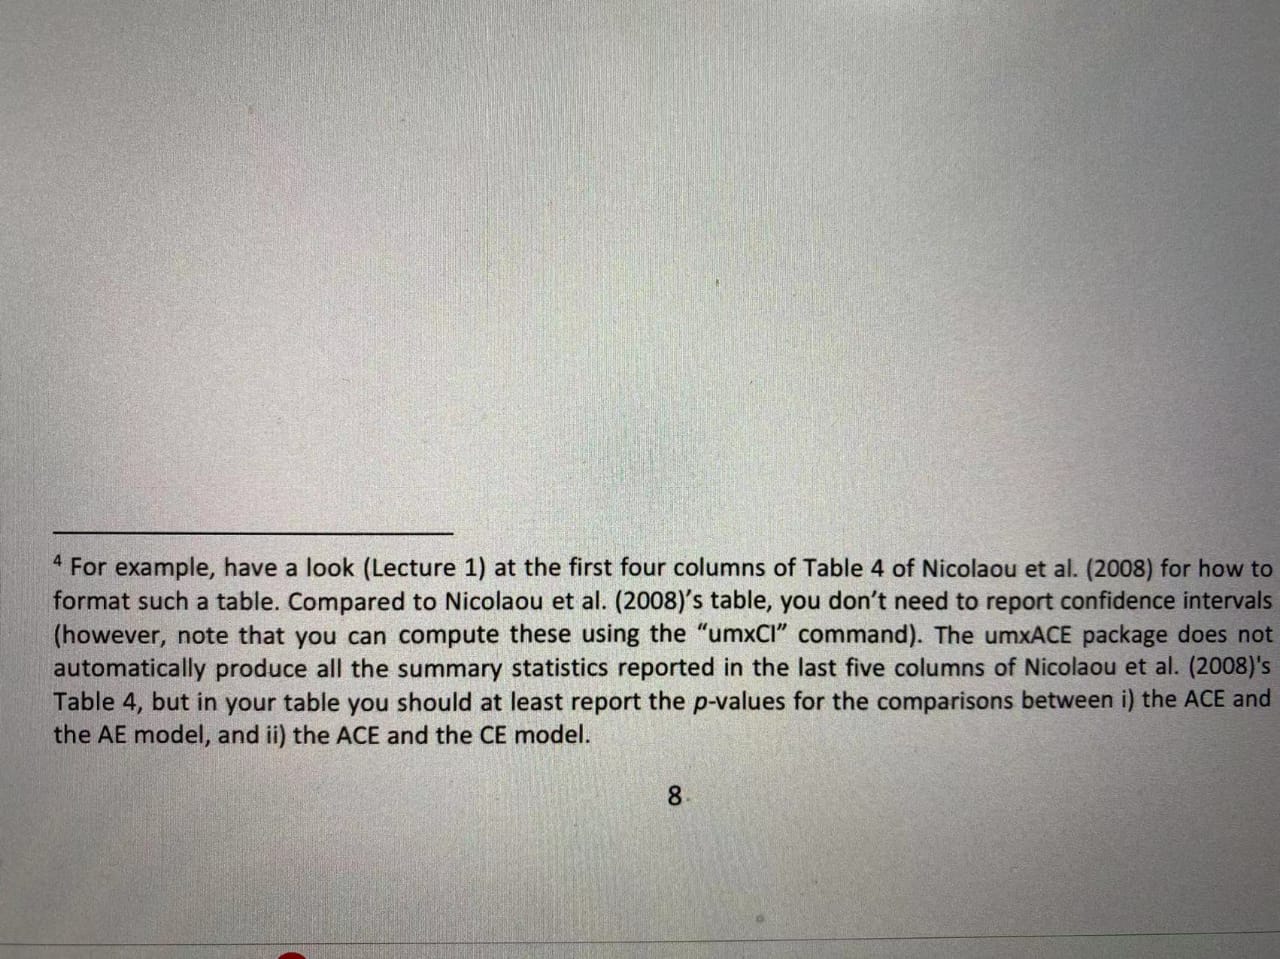 4 For example, have a look (Lecture 1) at the first four columns of Table 4 of Nicolaou et al. (2008) for how to
format such a table. Compared to Nicolaou et al. (2008)’s table, you don’t need to report confidence intervals
(however, note that you can compute these using the “umxCI” command). The umxACE package does not
automatically produce all the summary statistics reported in the last five columns of Nicolaou et al. (2008)'s
Table 4, but in your table you should at least report the p-values for the comparisons between i) the ACE and
the AE model, and ii) the ACE and the CE model.
8